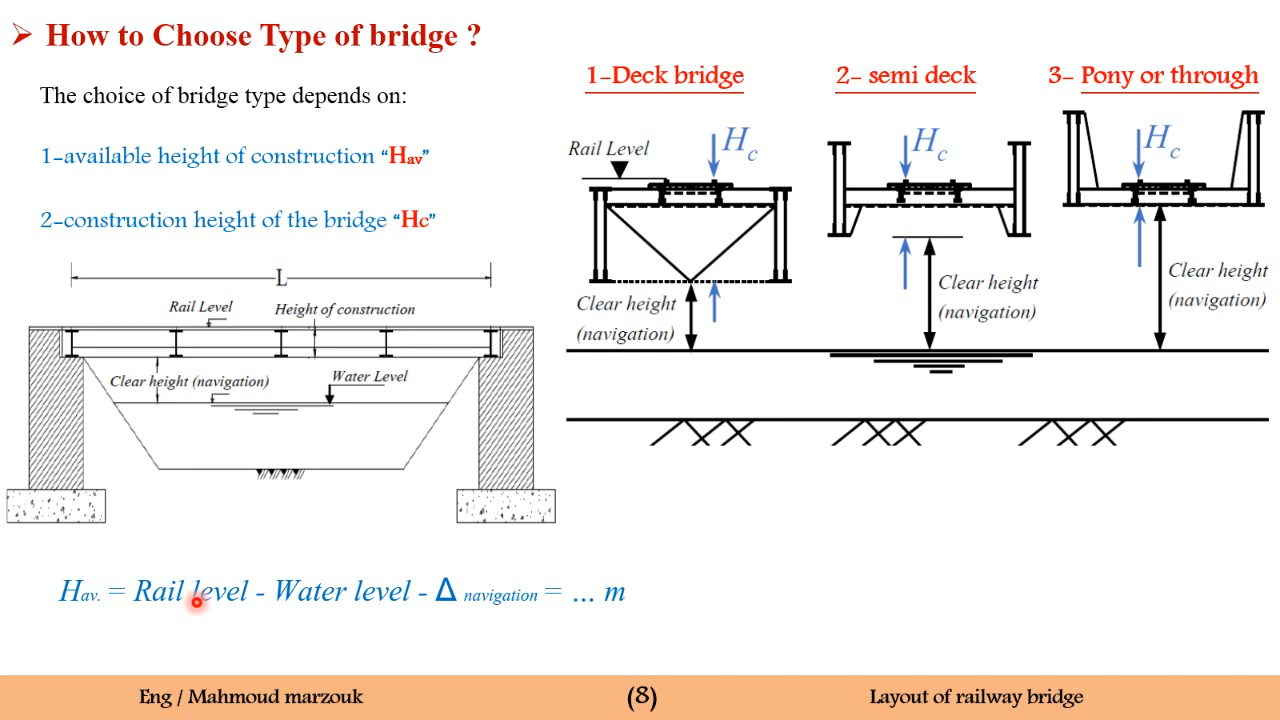 ➢ How to Choose Type of bridge ?
The choice of bridge type depends on:
1-available height of construction “Hav”
2-construction height of the bridge “Hc”
L
Rail Level
Height of construction
Clear height (navigation)
Water Level
1-Deck bridge
2- semi deck
3- Pony or through
Rail Level
Hc
Hc
Hc
Clear height
(navigation)
Clear height
(navigation)
Clear height
(navigation)
Hav. = Rail level - Water level - Δ navigation = … m
Eng / Mahmoud marzouk
(8)
Layout of railway bridge